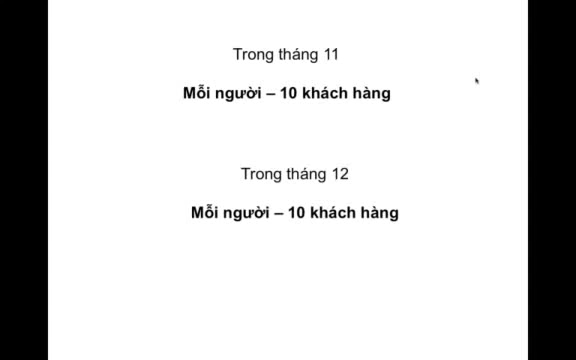 Trong tháng 11
Mỗi người – 10 khách hàng
Trong tháng 12
Mỗi người – 10 khách hàng